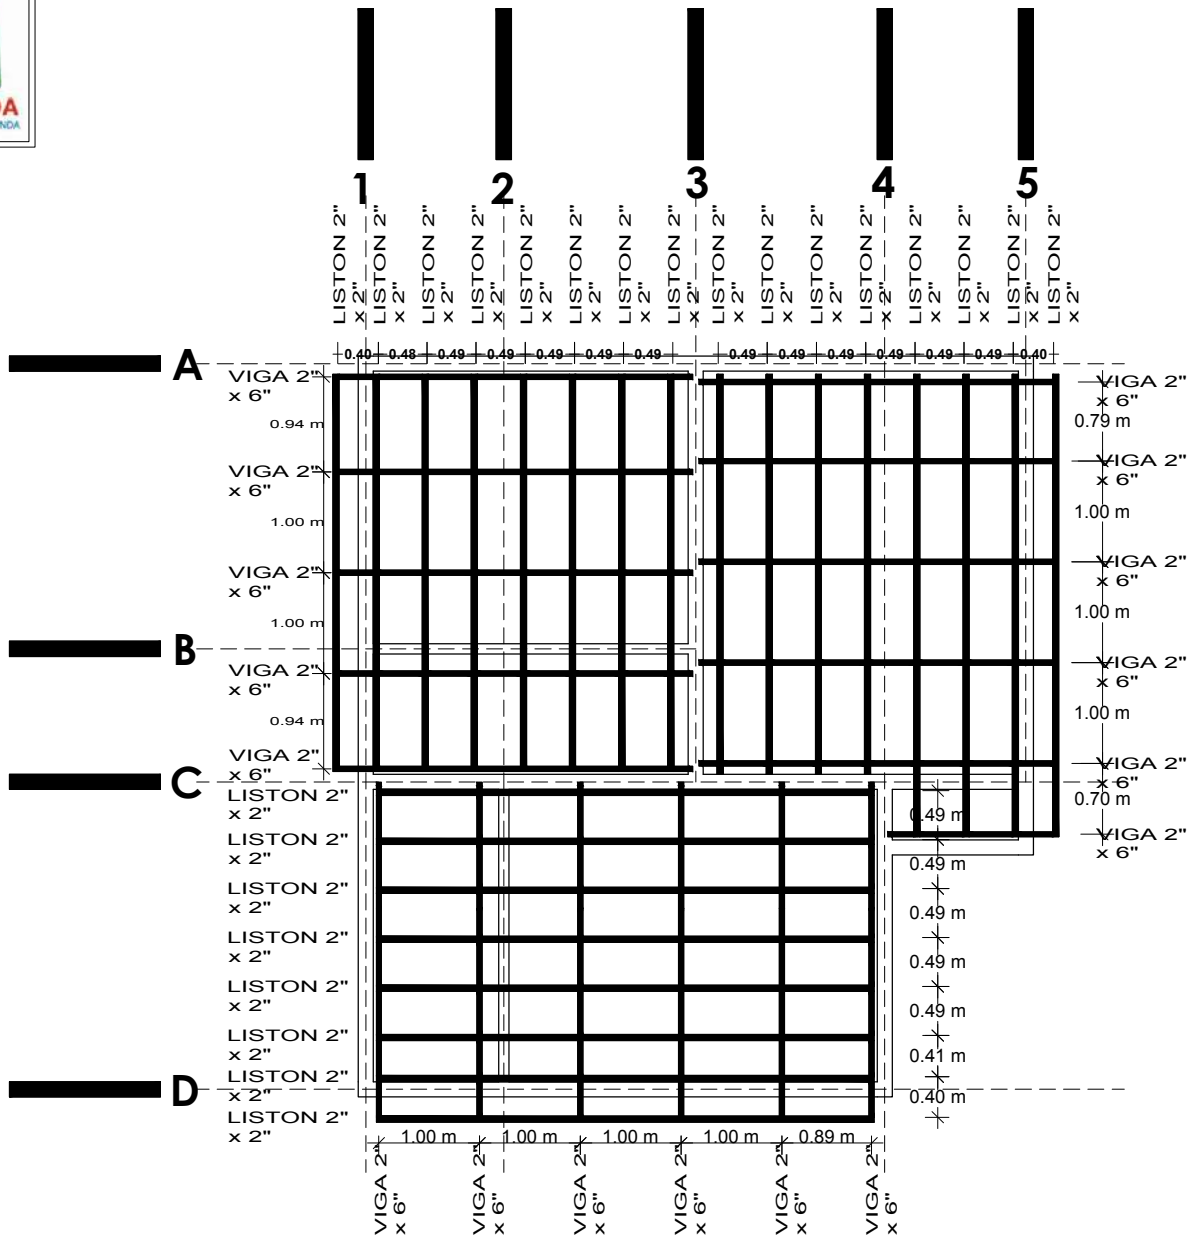 DA
NDA
1
2
3
4
5
LISTON 2"
x 2"
LISTON 2"
x 2"
LISTON 2"
x 2"
LISTON 2"
x 2"
LISTON 2"
x 2"
LISTON 2"
x 2"
LISTON 2"
x 2"
LISTON 2"
x 2"
LISTON 2"
x 2"
LISTON 2"
x 2"
LISTON 2"
x 2"
LISTON 2"
x 2"
LISTON 2"
x 2"
LISTON 2"
x 2"
LISTON 2"
x 2"
LISTON 2"
x 2"
0.40 0.48 0.49 0.49 0.49 0.49 0.49 0.49 0.49 0.49 0.49 0.49 0.49 0.40
A
VIGA 2"
x 6"
0.94 m
VIGA 2"
x 6"
1.00 m
VIGA 2"
x 6"
1.00 m
B
VIGA 2"
x 6"
0.94 m
VIGA 2"
x 6"
C
VIGA 2"
x 6"
0.79 m
VIGA 2"
x 6"
1.00 m
VIGA 2"
x 6"
1.00 m
VIGA 2"
x 6"
1.00 m
VIGA 2"
x 6"
0.70 m
VIGA 2"
x 6"
LISTON 2"
x 2"
LISTON 2"
x 2"
LISTON 2"
x 2"
LISTON 2"
x 2"
LISTON 2"
x 2"
LISTON 2"
x 2"
LISTON 2"
x 2"
LISTON 2"
x 2"
D
0.49 m
0.49 m
0.49 m
0.49 m
0.49 m
0.41 m
0.40 m
1.00 m 1.00 m 1.00 m 1.00 m 0.89 m
VIGA 2"
x 6"
VIGA 2"
x 6"
VIGA 2"
x 6"
VIGA 2"
x 6"
VIGA 2"
x 6"
VIGA 2"
x 6"